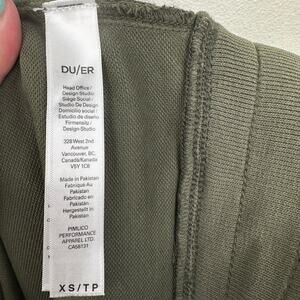 DU/ER
Head Office /
Design Studio
Siège Social /
Studio De Design
Domicilio social /
Estudio de diseño
Firmensitz /
Design-Studio
328 West 2nd
Avenue
Vancouver, BC.
Canada/Kanada
V5Y 1C8
Made in Pakistan
Fabriqué Au
Pakistan
Fabricado en
Pakistán
Hergestellt in
Pakistan
PIMLICO
PERFORMANCE
APPAREL LTD.
CA58131
XS/TP